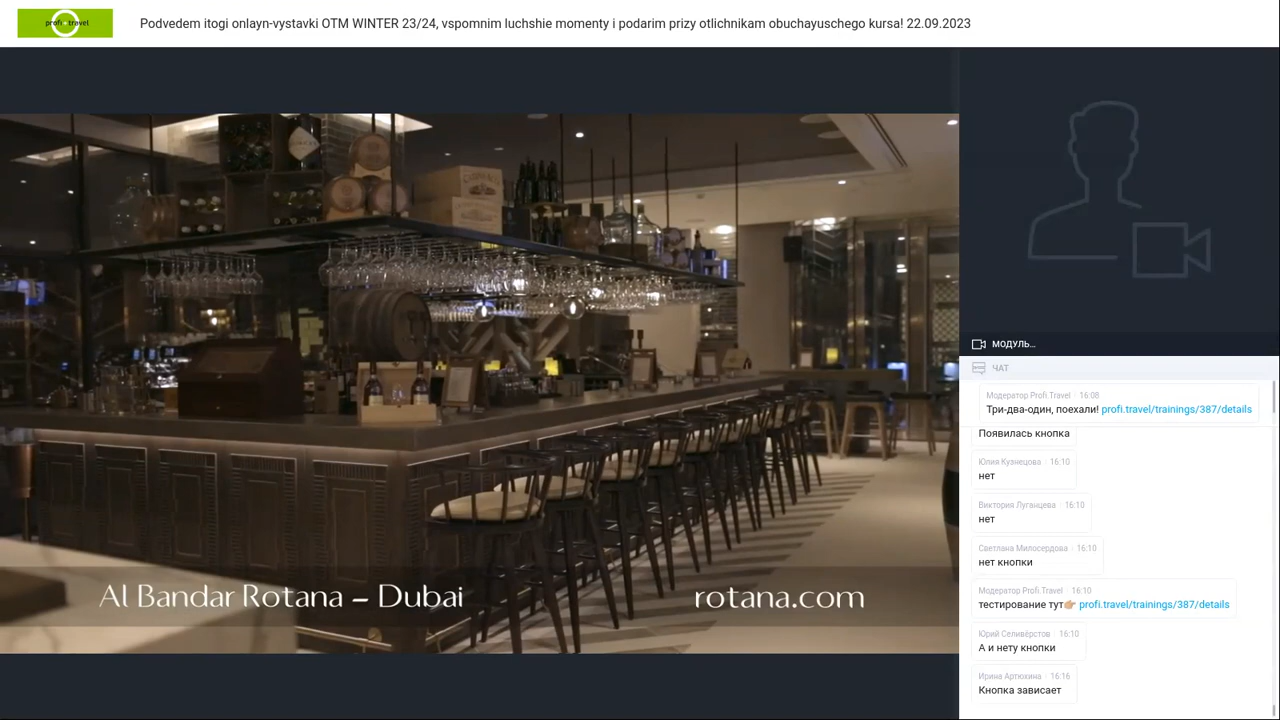 profi travel
Podvedem itogi onlayn-vystavki OTM WINTER 23/24, vspomnim luchshie momenty i podarim prizy otlichnikam obuchayuschego kursa! 22.09.2023
Al Bandar Rotana – Dubai
rotana.com
МОДУЛЬ...
ЧАТ
Модератор Profi.Travel · 16:08
Три-два-один, поехали! profi.travel/trainings/387/details
Появилась кнопка
Юлия Кузнецова · 16:10
нет
Виктория Луганцева · 16:10
нет
Светлана Милосердова · 16:10
нет кнопки
Модератор Profi.Travel · 16:10
тестирование тут👉🏼 profi.travel/trainings/387/details
Юрий Селивёрстов · 16:10
А и нету кнопки
Ирина Артюхина · 16:16
Кнопка зависает